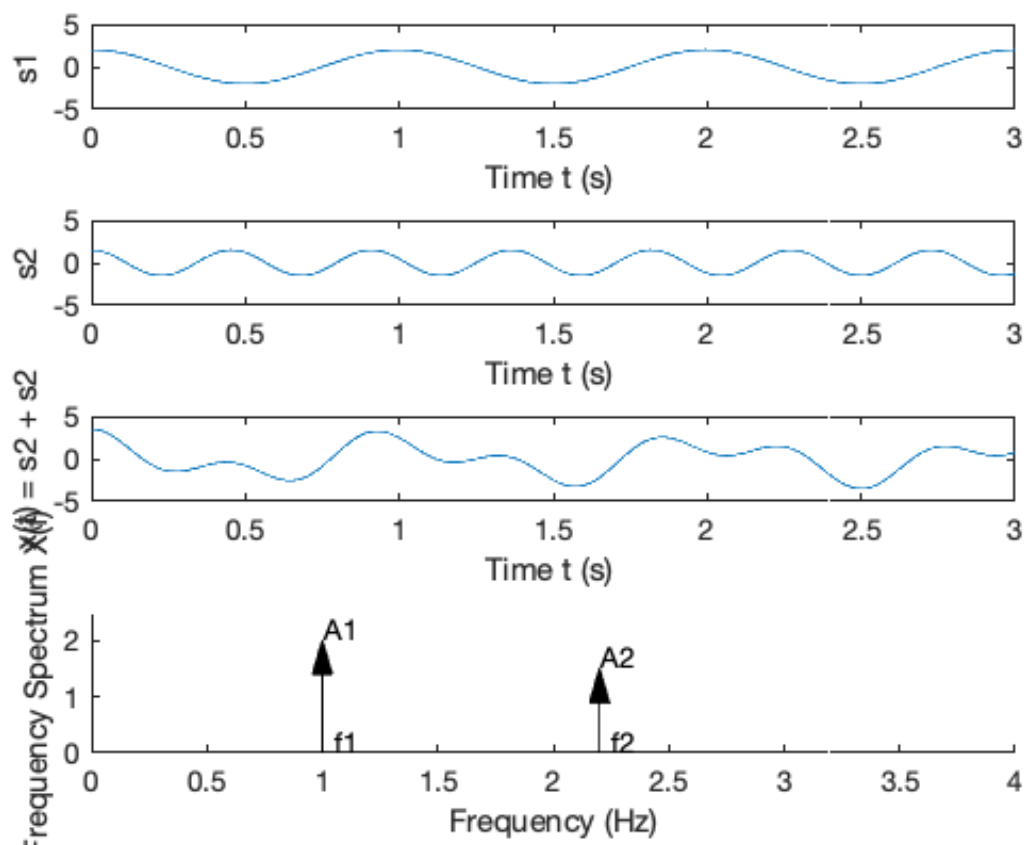 5
0
-5
s1
0 0.5 1 1.5 2 2.5 3
Time t (s)
5
0
-5
s2
0 0.5 1 1.5 2 2.5 3
Time t (s)
5
0
-5
X(t) = s2 + s2
0 0.5 1 1.5 2 2.5 3
Time t (s)
2
1
0
Frequency Spectrum X(f)
A1
A2
f1
f2
0 0.5 1 1.5 2 2.5 3 3.5 4
Frequency (Hz)